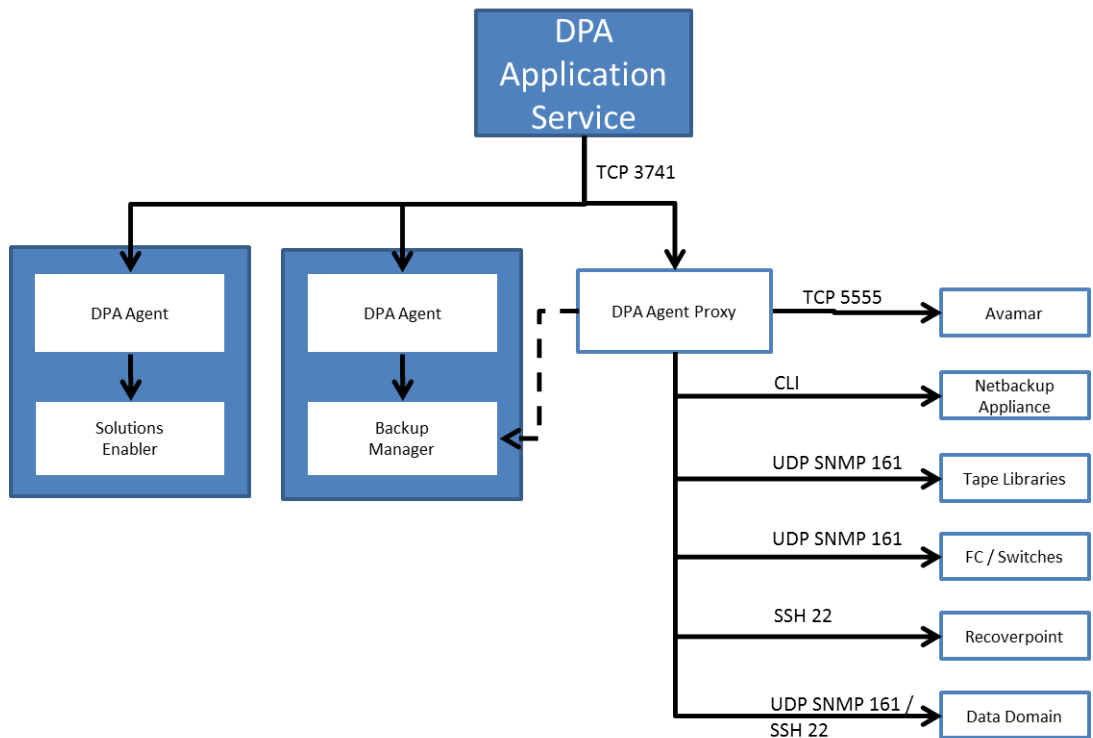 DPA
Application
Service
TCP 3741
DPA Agent
DPA Agent
DPA Agent Proxy
TCP 5555
Avamar
Solutions
Enabler
Backup
Manager
CLI
Netbackup
Appliance
UDP SNMP 161
Tape Libraries
UDP SNMP 161
FC / Switches
SSH 22
Recoverpoint
UDP SNMP 161 /
SSH 22
Data Domain